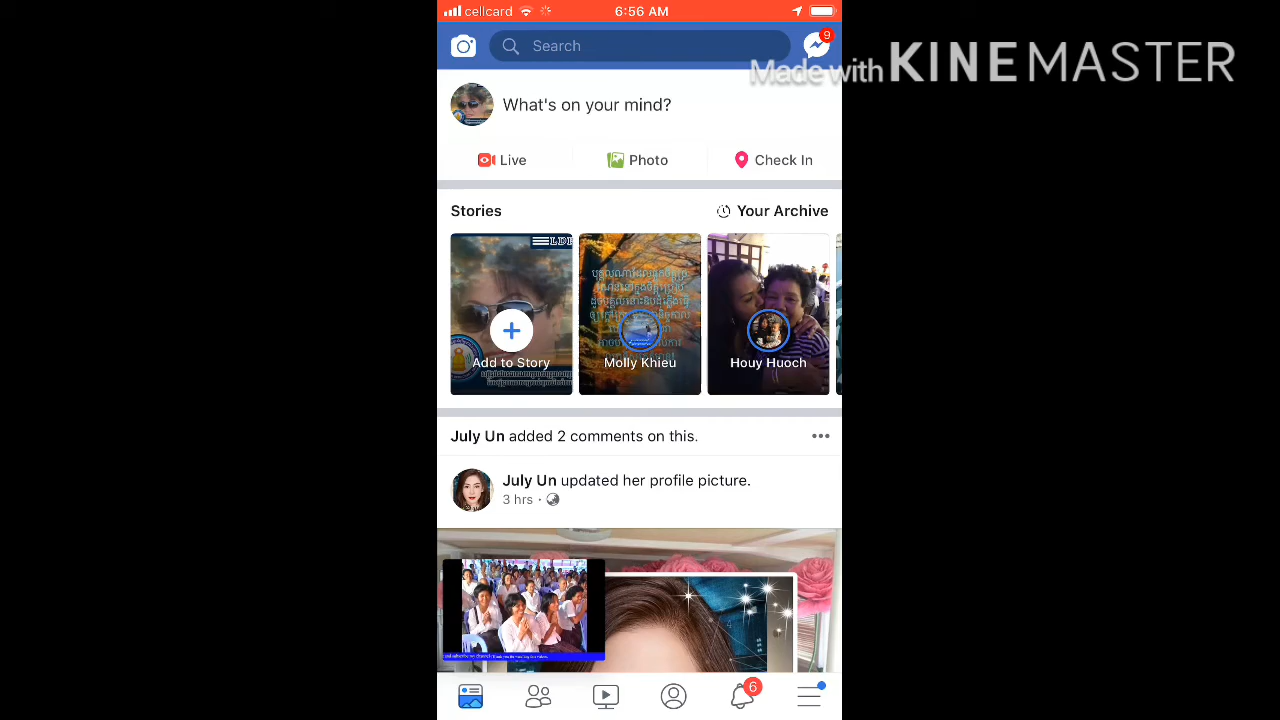 cellcard 6:56 AM
Search
9
Made with KINEMASTER
What's on your mind?
Live Photo Check In
Stories Your Archive
Add to Story
Molly Khieu
Houy Huoch
July Un added 2 comments on this.
July Un updated her profile picture.
3 hrs
6